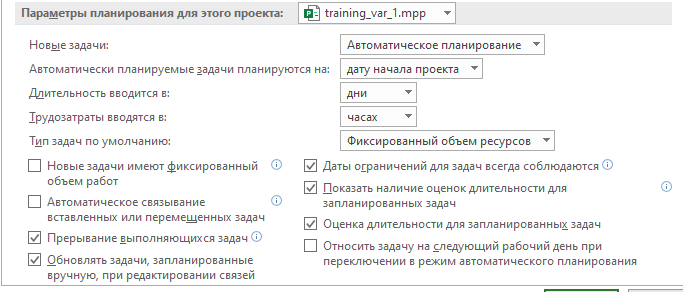 Параметры планирования для этого проекта: training_var_1.mpp
Новые задачи: Автоматическое планирование
Автоматически планируемые задачи планируются на: дату начала проекта
Длительность вводится в: дни
Трудозатраты вводятся в: часах
Тип задач по умолчанию: Фиксированный объем ресурсов
Новые задачи имеют фиксированный
объем работ
Автоматическое связывание
вставленных или перемещенных задач
Прерывание выполняющихся задач
Обновлять задачи, запланированные
вручную, при редактировании связей
Даты ограничений для задач всегда соблюдаются
Показать наличие оценок длительности для
запланированных задач
Оценка длительности для запланированных задач
Относить задачу на следующий рабочий день при
переключении в режим автоматического планирования